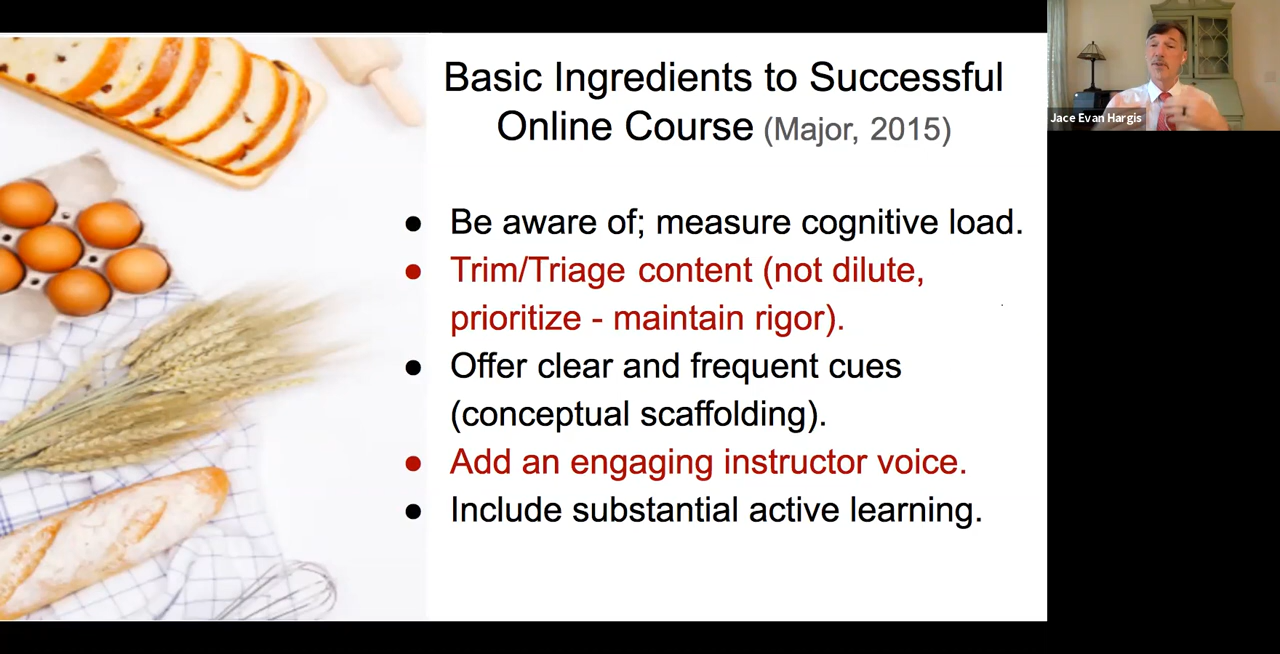 Basic Ingredients to Successful
Online Course (Major, 2015)
● Be aware of; measure cognitive load.
● Trim/Triage content (not dilute,
prioritize - maintain rigor).
● Offer clear and frequent cues
(conceptual scaffolding).
● Add an engaging instructor voice.
● Include substantial active learning.
Jace Evan Hargis